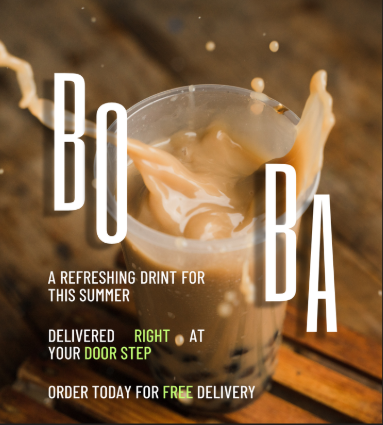 BO
BA
A REFRESHING DRINT FOR
THIS SUMMER
DELIVERED RIGHT AT
YOUR DOOR STEP
ORDER TODAY FOR FREE DELIVERY